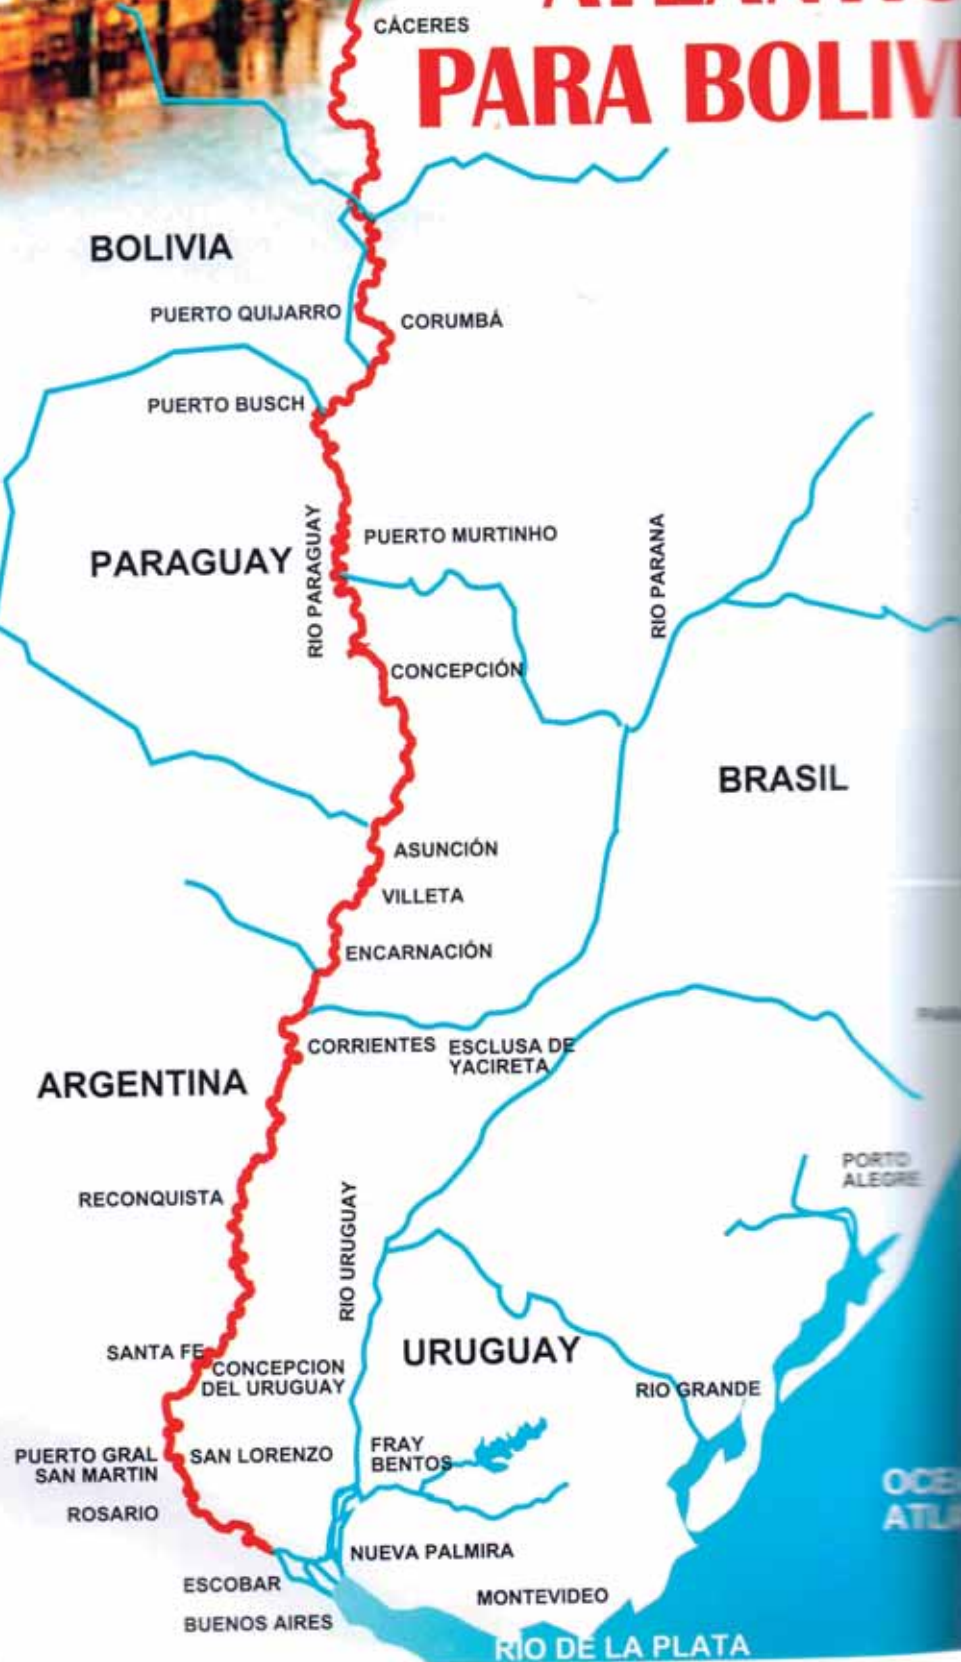 CÁCERES
PARA BOLIV
BOLIVIA
PUERTO QUIJARRO
CORUMBÁ
PUERTO BUSCH
RIO PARAGUAY
PUERTO MURTINHO
RIO PARANA
PARAGUAY
CONCEPCIÓN
BRASIL
ASUNCIÓN
VILLETA
ENCARNACIÓN
CORRIENTES
ESCLUSA DE
YACIRETA
ARGENTINA
PORTO
ALEGRE
RECONQUISTA
RIO URUGUAY
SANTA FE
CONCEPCION
DEL URUGUAY
URUGUAY
RIO GRANDE
PUERTO GRAL
SAN MARTIN
SAN LORENZO
FRAY
BENTOS
OCE
ATL
ROSARIO
NUEVA PALMIRA
ESCOBAR
MONTEVIDEO
BUENOS AIRES
RIO DE LA PLATA